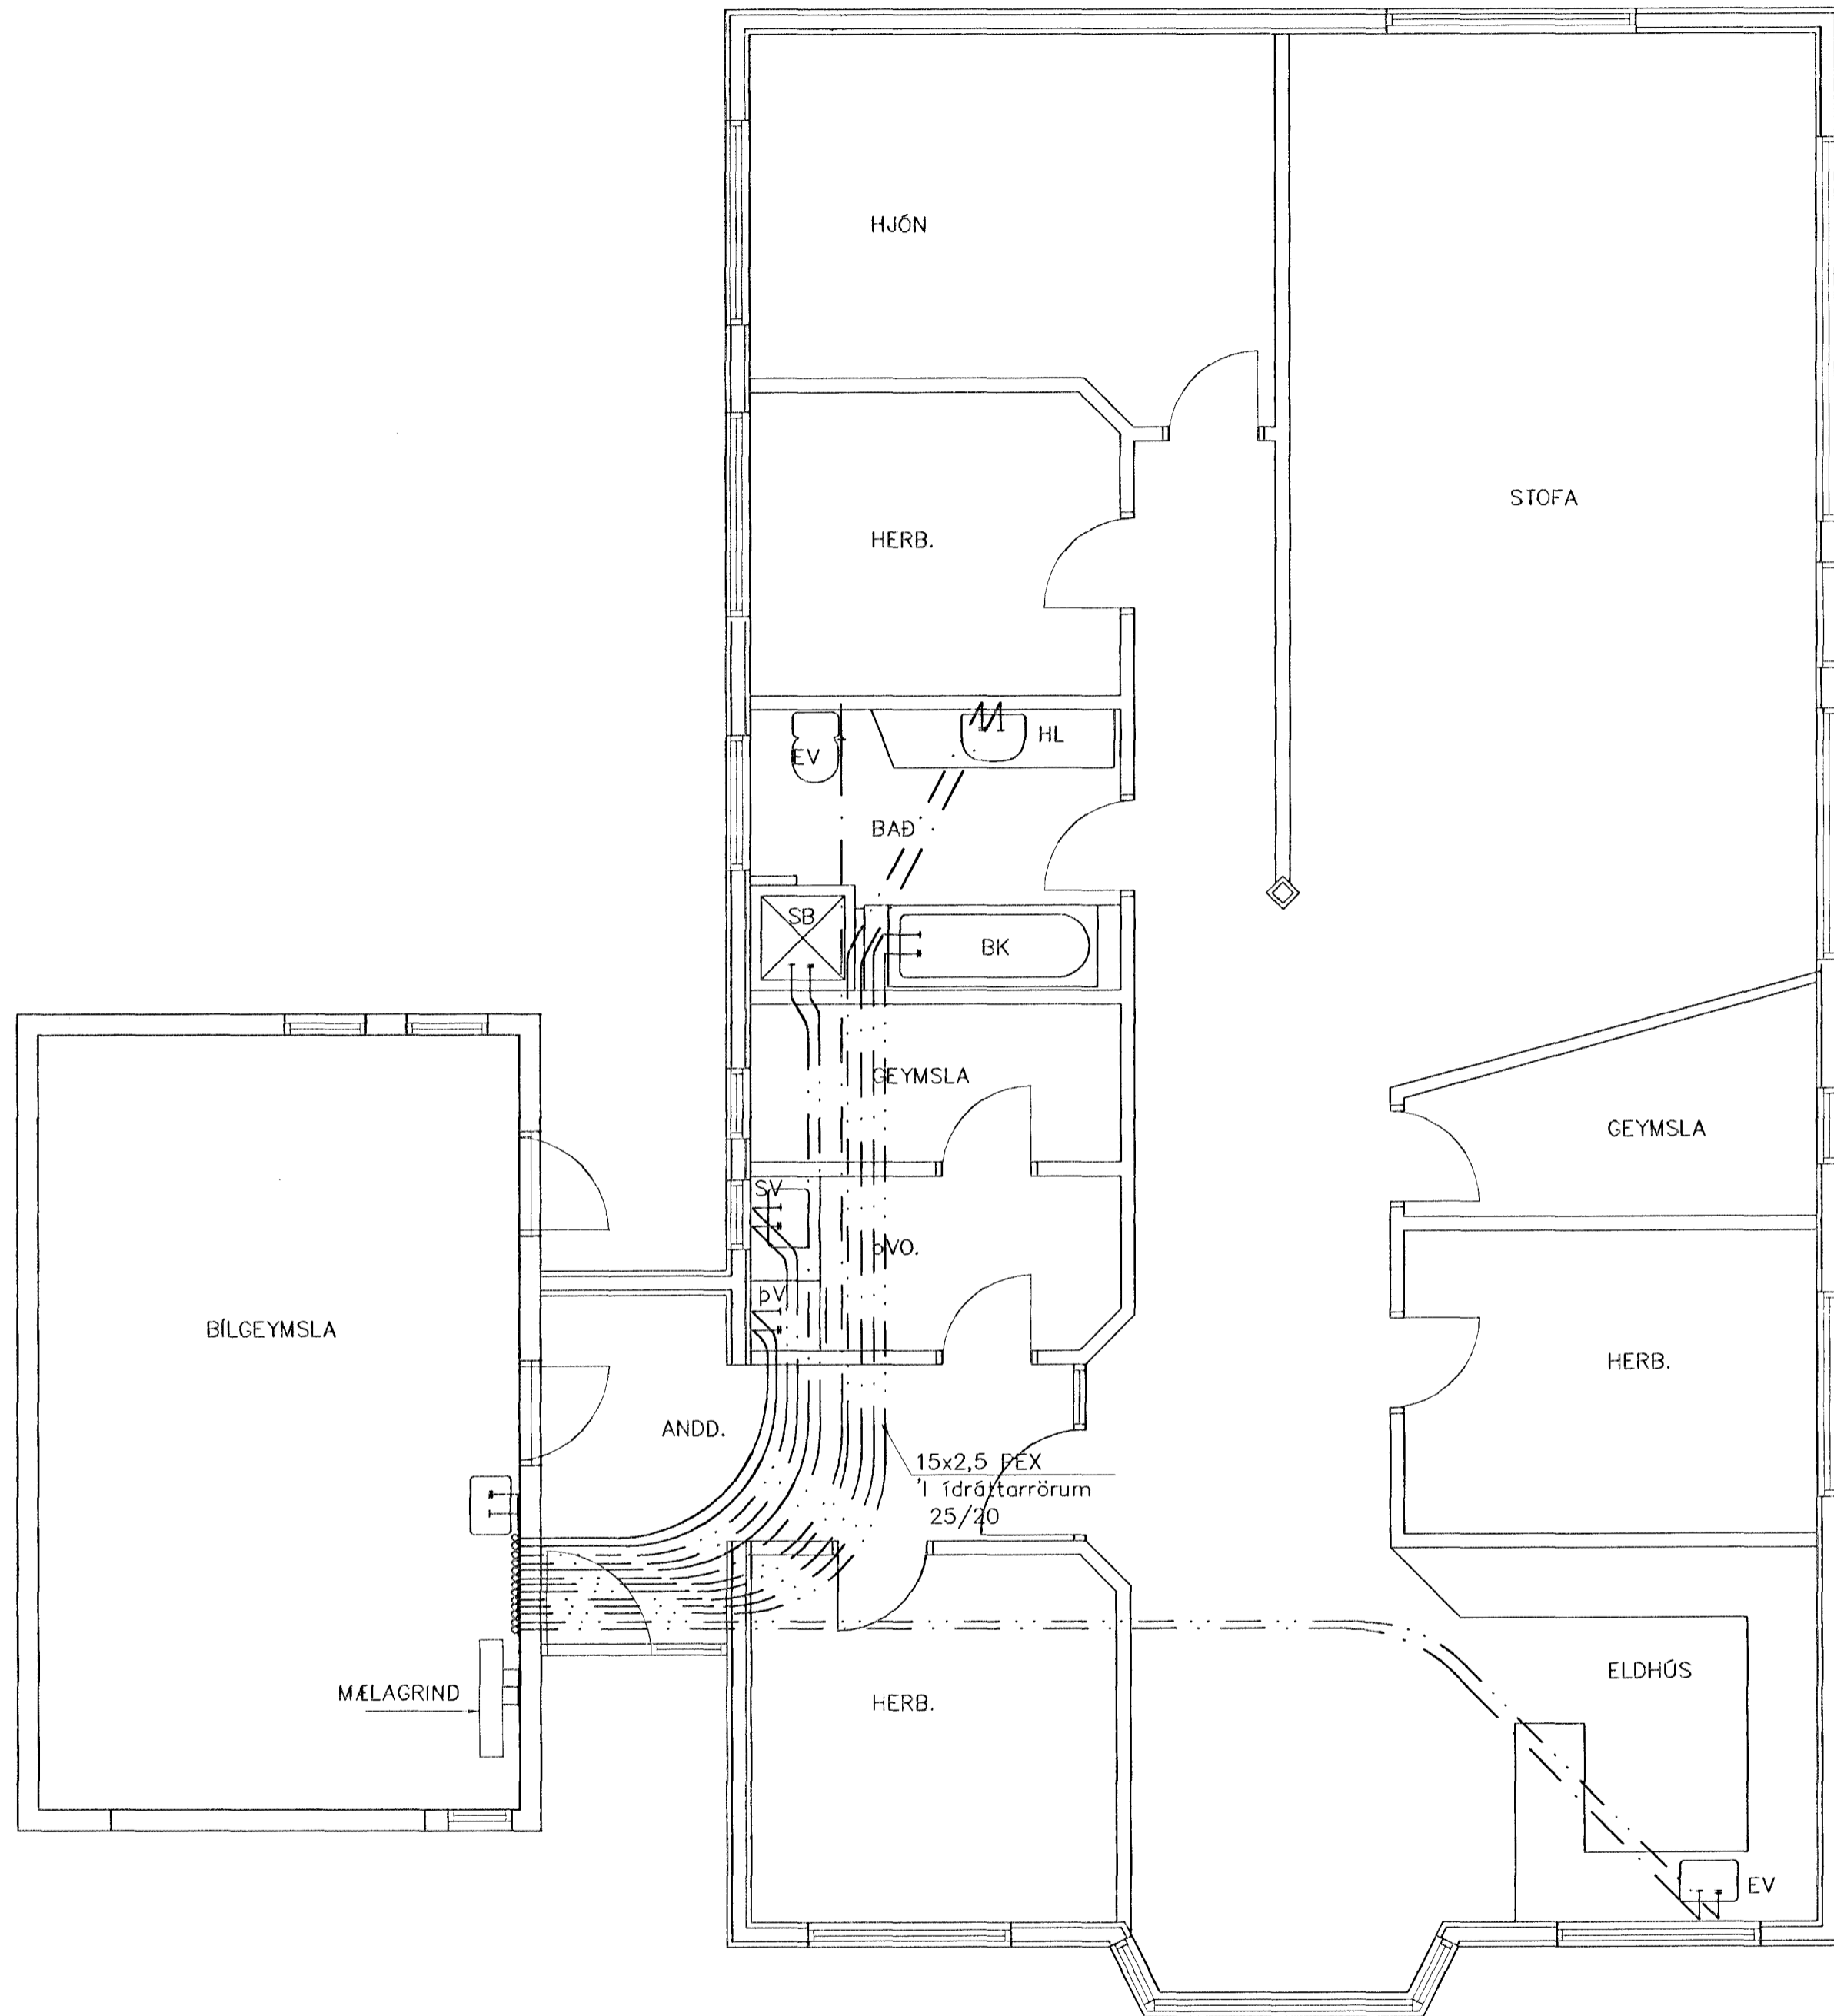 HJÓN
STOFA
HERB.
HL
EV
BAÐ
SB
BK
GEYMSLA
GEYMSLA
SV
ÞVO.
ÞV
BÍLGEYMSLA
HERB.
ANDD.
15x2,5 PEX
'I ídráttarrörum
25/20
ELDHÚS
MÆLAGRIND
HERB.
EV